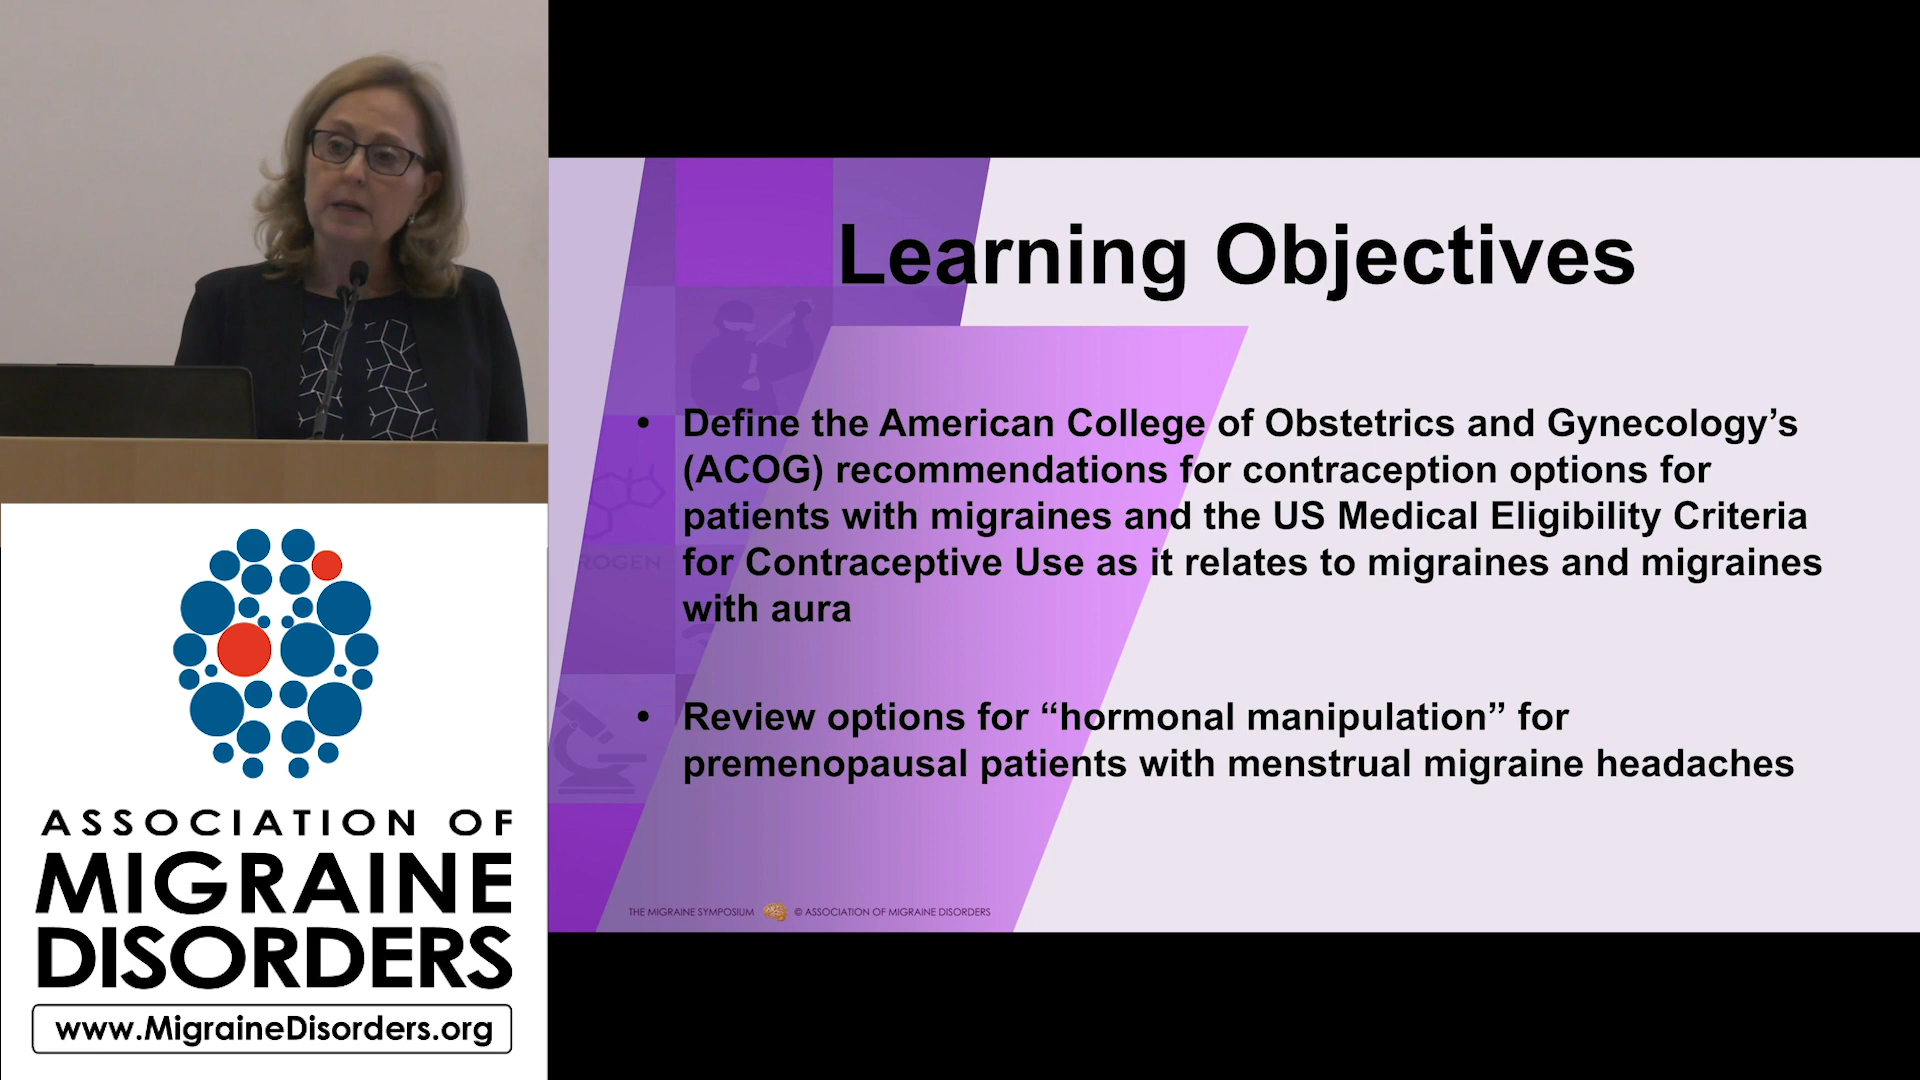 Learning Objectives
• Define the American College of Obstetrics and Gynecology’s
(ACOG) recommendations for contraception options for
patients with migraines and the US Medical Eligibility Criteria
for Contraceptive Use as it relates to migraines and migraines
with aura
• Review options for “hormonal manipulation” for
premenopausal patients with menstrual migraine headaches
ROGEN
THE MIGRAINE SYMPOSIUM © ASSOCIATION OF MIGRAINE DISORDERS
ASSOCIATION OF
MIGRAINE
DISORDERS
www.MigraineDisorders.org